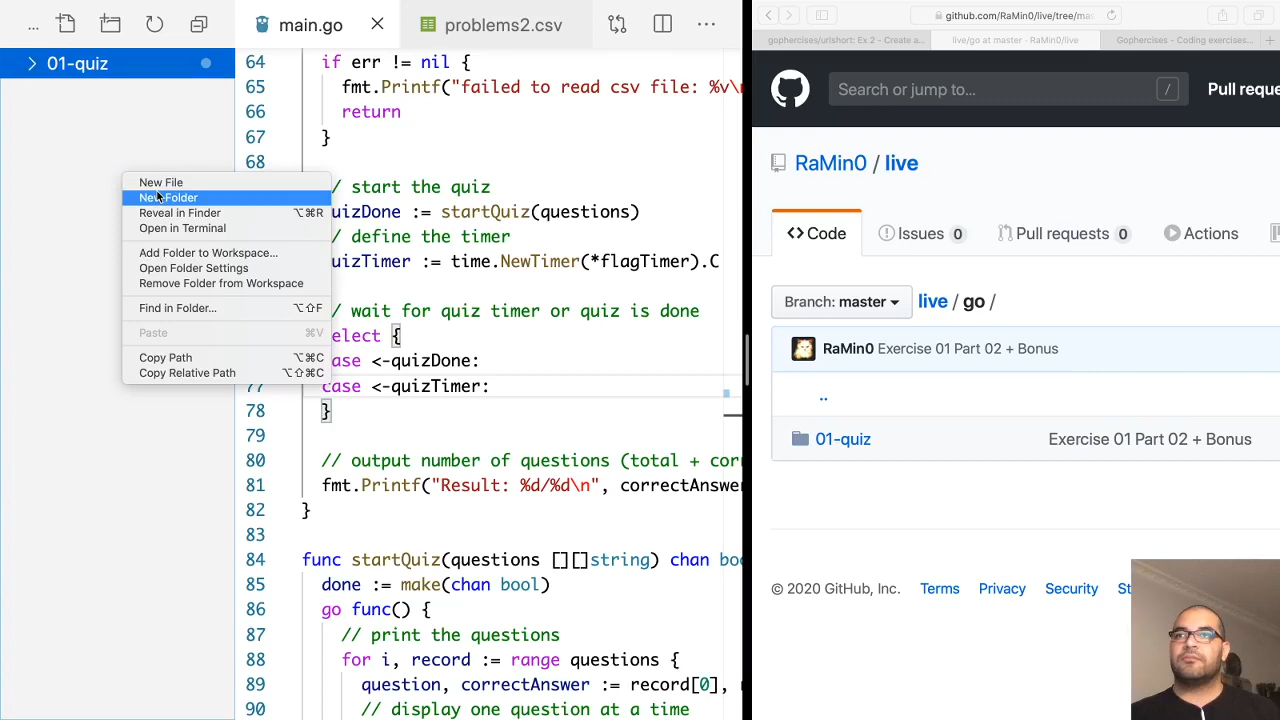 ...
main.go
problems2.csv
...
01-quiz
64 if err != nil {
65 fmt.Printf("failed to read csv file: %v\n
66 return
67 }
68
/ start the quiz
uizDone := startQuiz(questions)
/ define the timer
uizTimer := time.NewTimer(*flagTimer).C
/ wait for quiz timer or quiz is done
elect {
ase <-quizDone:
77 case <-quizTimer:
78 }
79
80 // output number of questions (total + cor
81 fmt.Printf("Result: %d/%d\n", correctAnswer
82 }
83
84 func startQuiz(questions [][]string) chan boo
85 done := make(chan bool)
86 go func() {
87 // print the questions
88 for i, record := range questions {
89 question, correctAnswer := record[0],
90 // display one question at a time
New File
New Folder
Reveal in Finder ⌥⌘R
Open in Terminal
Add Folder to Workspace...
Open Folder Settings
Remove Folder from Workspace
Find in Folder... ⌥⇧F
Paste ⌘V
Copy Path ⌥⌘C
Copy Relative Path ⌥⇧⌘C
github.com/RaMin0/live/tree/mas
gophercises/urlshort: Ex 2 - Create a...
live/go at master · RaMin0/live
Gophercises - Coding exercises...
Search or jump to... /
Pull reque
RaMin0 / live
Code
Issues 0
Pull requests 0
Actions
Branch: master
live / go /
RaMin0 Exercise 01 Part 02 + Bonus
..
01-quiz
Exercise 01 Part 02 + Bonus
© 2020 GitHub, Inc.
Terms
Privacy
Security
St